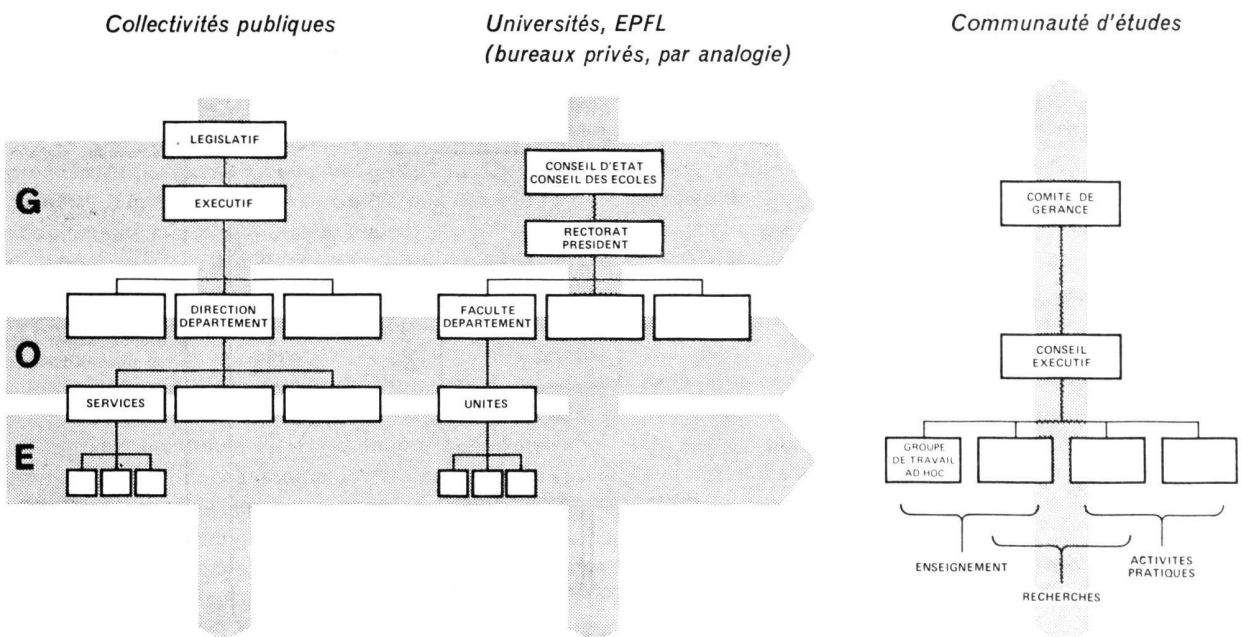 Collectivités publiques
Universités, EPFL
(bureaux privés, par analogie)
Communauté d'études
G
O
E
LEGISLATIF
EXECUTIF
DIRECTION
DEPARTEMENT
SERVICES
CONSEIL D'ETAT
CONSEIL DES ECOLES
RECTORAT
PRESIDENT
FACULTE
DEPARTEMENT
UNITES
COMITE DE
GERANCE
CONSEIL
EXECUTIF
GROUPE
DE TRAVAIL
AD HOC
ENSEIGNEMENT
RECHERCHES
ACTIVITES
PRATIQUES